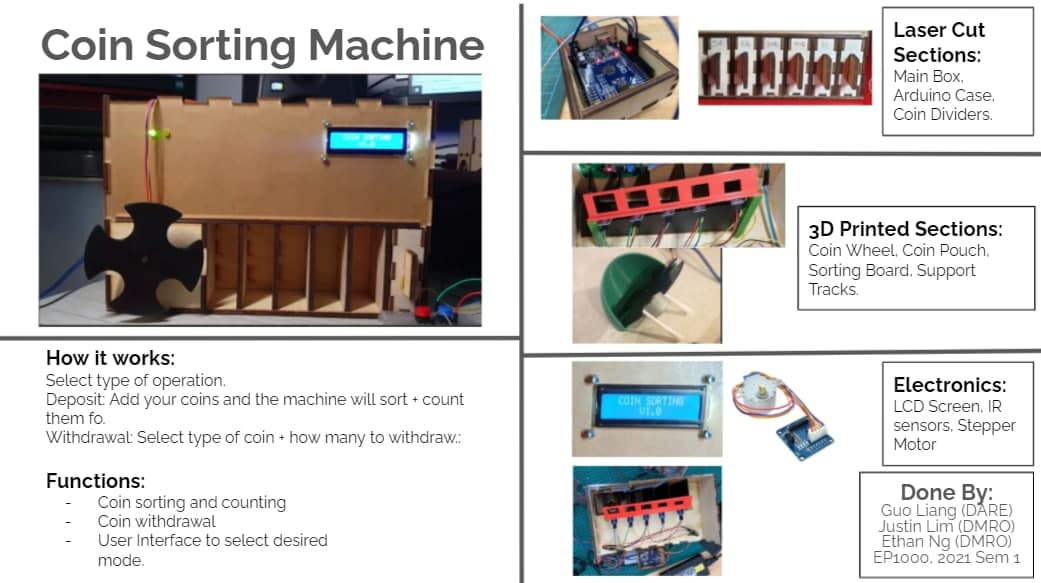 Coin Sorting Machine
COIN SORTING
V1.0
How it works:
Select type of operation.
Deposit: Add your coins and the machine will sort + count
them fo.
Withdrawal: Select type of coin + how many to withdraw.:
Functions:
- Coin sorting and counting
- Coin withdrawal
- User Interface to select desired
mode.
Laser Cut
Sections:
Main Box,
Arduino Case,
Coin Dividers.
3D Printed Sections:
Coin Wheel, Coin Pouch,
Sorting Board, Support
Tracks.
COIN SORTING
V1.0
Electronics:
LCD Screen, IR
sensors, Stepper
Motor
Done By:
Guo Liang (DARE)
Justin Lim (DMRO)
Ethan Ng (DMRO)
EP1000, 2021 Sem 1